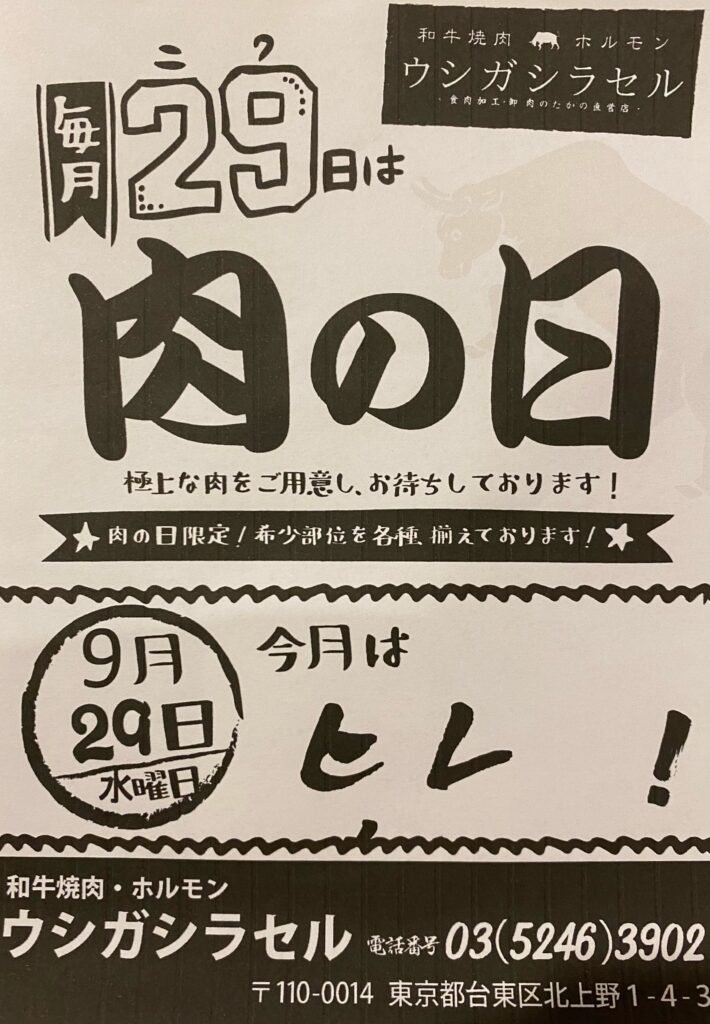 和牛焼肉 ホルモン
ウシガシラセル
・食肉加工・卸 肉のたかの直営店・
ニク
毎月29日は
肉の日
極上な肉をご用意し、お待ちしております!
★肉の日限定!希少部位を各種、揃えております!★
9月
29日
水曜日
今月は
ヒレ !
和牛焼肉・ホルモン
ウシガシラセル 電話番号 03(5246)3902
〒110-0014 東京都台東区北上野1-4-3